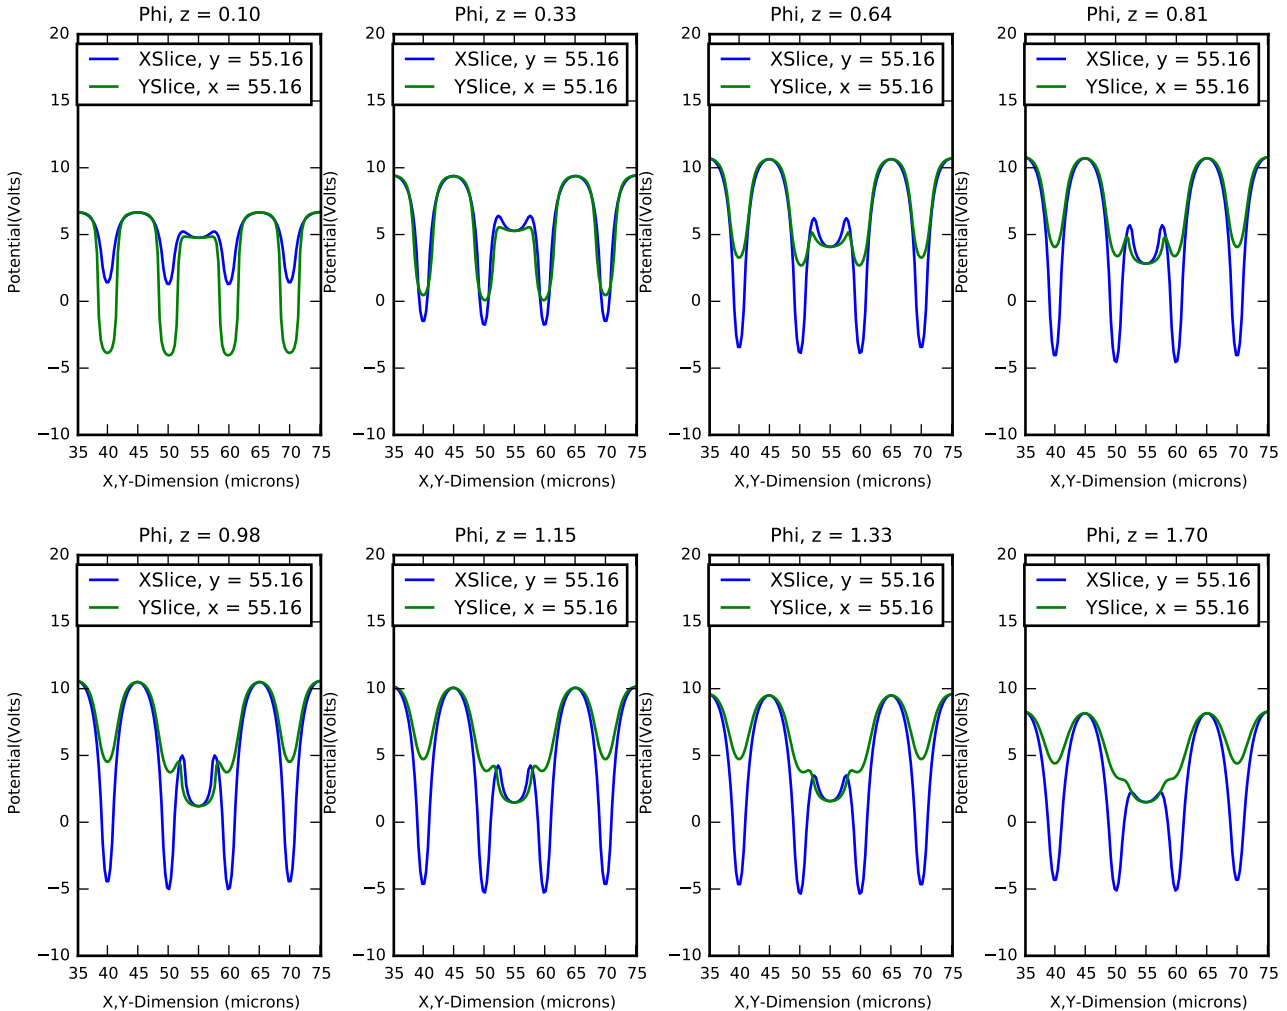 Phi, z = 0.10
20
15
10
5
0
−5
−10
Potential(Volts)
XSlice, y = 55.16
YSlice, x = 55.16
35 40 45 50 55 60 65 70 75
X,Y-Dimension (microns)
Phi, z = 0.33
20
15
10
5
0
−5
−10
Potential(Volts)
XSlice, y = 55.16
YSlice, x = 55.16
35 40 45 50 55 60 65 70 75
X,Y-Dimension (microns)
Phi, z = 0.64
20
15
10
5
0
−5
−10
Potential(Volts)
XSlice, y = 55.16
YSlice, x = 55.16
35 40 45 50 55 60 65 70 75
X,Y-Dimension (microns)
Phi, z = 0.81
20
15
10
5
0
−5
−10
Potential(Volts)
XSlice, y = 55.16
YSlice, x = 55.16
35 40 45 50 55 60 65 70 75
X,Y-Dimension (microns)
Phi, z = 0.98
20
15
10
5
0
−5
−10
Potential(Volts)
XSlice, y = 55.16
YSlice, x = 55.16
35 40 45 50 55 60 65 70 75
X,Y-Dimension (microns)
Phi, z = 1.15
20
15
10
5
0
−5
−10
Potential(Volts)
XSlice, y = 55.16
YSlice, x = 55.16
35 40 45 50 55 60 65 70 75
X,Y-Dimension (microns)
Phi, z = 1.33
20
15
10
5
0
−5
−10
Potential(Volts)
XSlice, y = 55.16
YSlice, x = 55.16
35 40 45 50 55 60 65 70 75
X,Y-Dimension (microns)
Phi, z = 1.70
20
15
10
5
0
−5
−10
Potential(Volts)
XSlice, y = 55.16
YSlice, x = 55.16
35 40 45 50 55 60 65 70 75
X,Y-Dimension (microns)